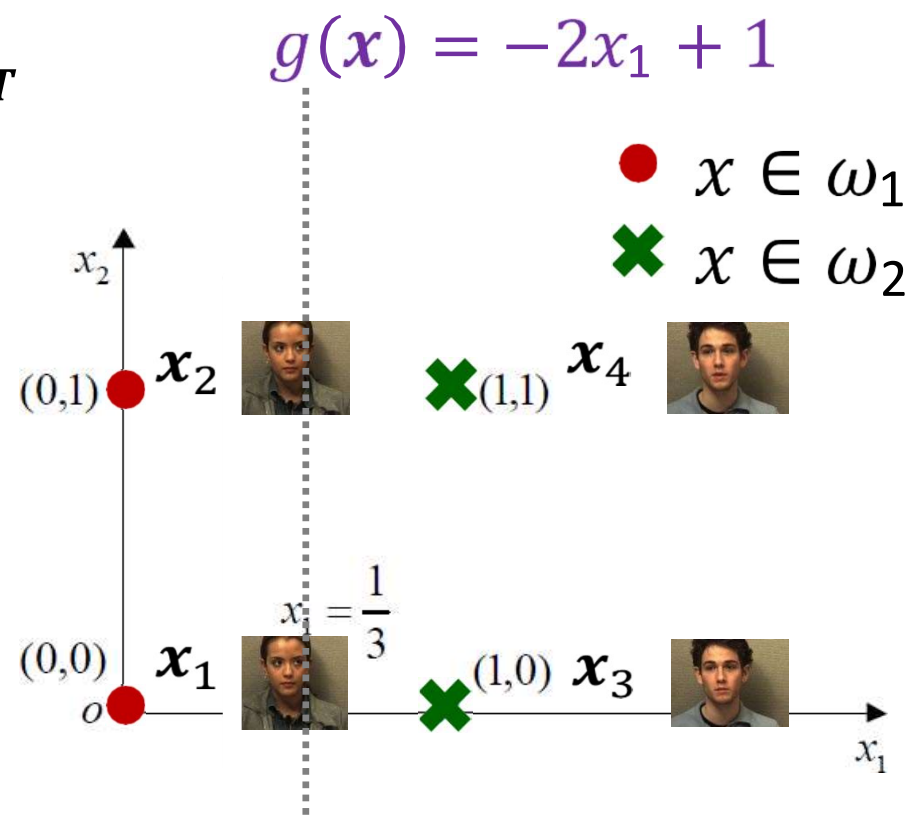 g(x) = −2x₁ + 1
T
x ∈ ω₁
x ∈ ω₂
x₂
(0,1) x₂ (1,1) x₄
x₁ = 1/3
(0,0) x₁ (1,0) x₃
o
x₁